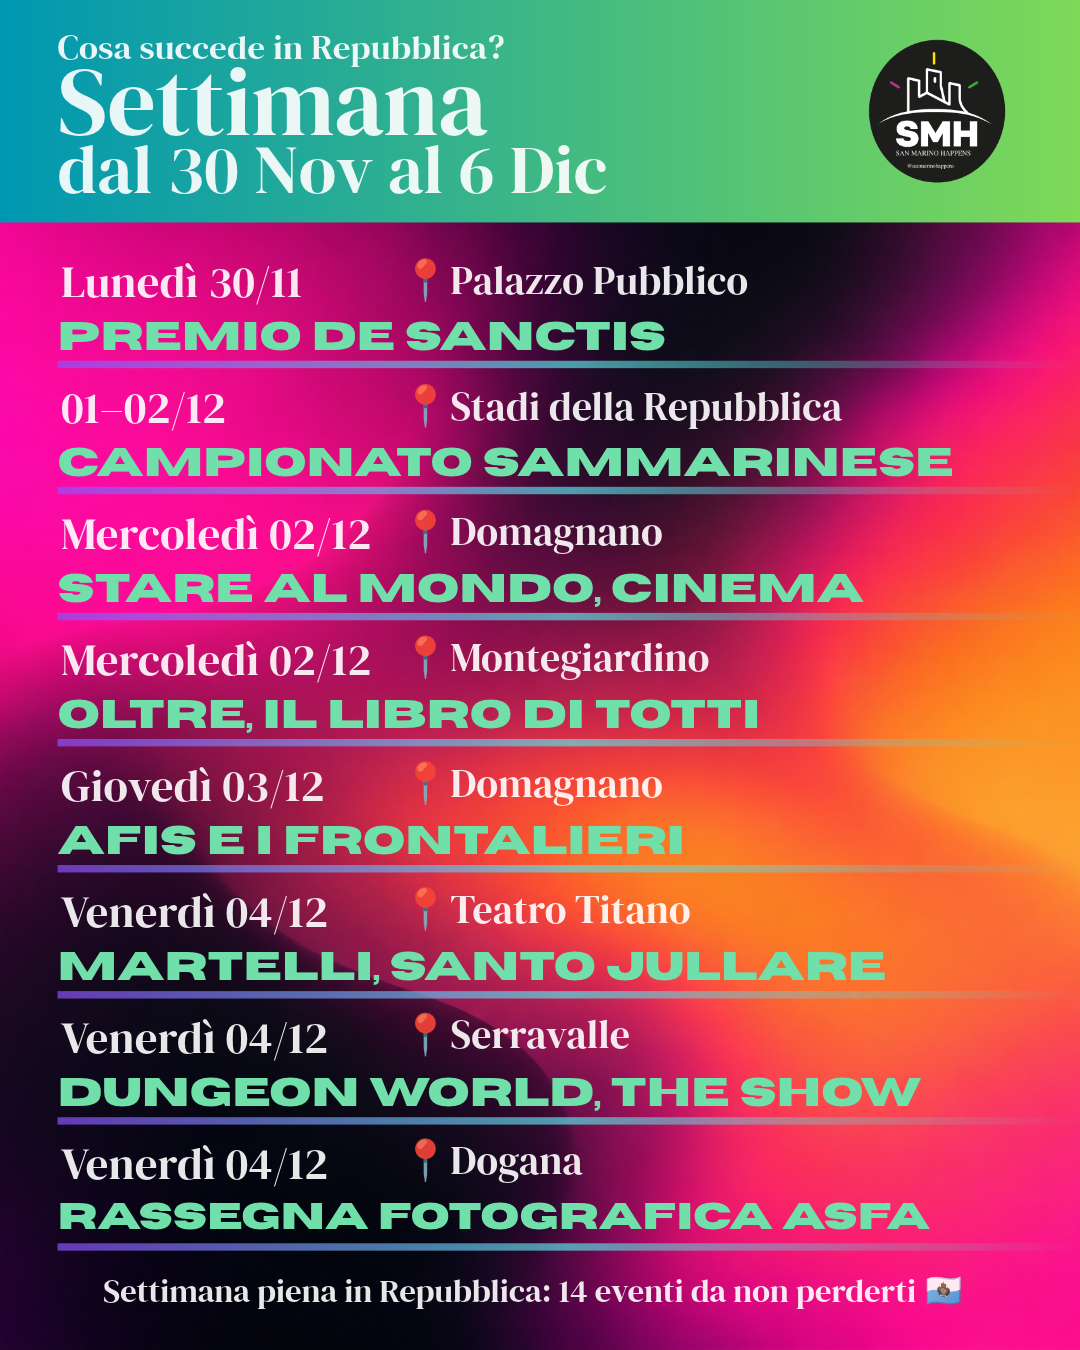 Cosa succede in Repubblica?
Settimana
dal 30 Nov al 6 Dic
SMH
SAN MARINO HAPPENS
@sanmarinohappens
Lunedì 30/11 📍 Palazzo Pubblico
PREMIO DE SANCTIS
01–02/12 📍 Stadi della Repubblica
CAMPIONATO SAMMARINESE
Mercoledì 02/12 📍 Domagnano
STARE AL MONDO, CINEMA
Mercoledì 02/12 📍 Montegiardino
OLTRE, IL LIBRO DI TOTTI
Giovedì 03/12 📍 Domagnano
AFIS E I FRONTALIERI
Venerdì 04/12 📍 Teatro Titano
MARTELLI, SANTO JULLARE
Venerdì 04/12 📍 Serravalle
DUNGEON WORLD, THE SHOW
Venerdì 04/12 📍 Dogana
RASSEGNA FOTOGRAFICA ASFA
Settimana piena in Repubblica: 14 eventi da non perderti 🇸🇲